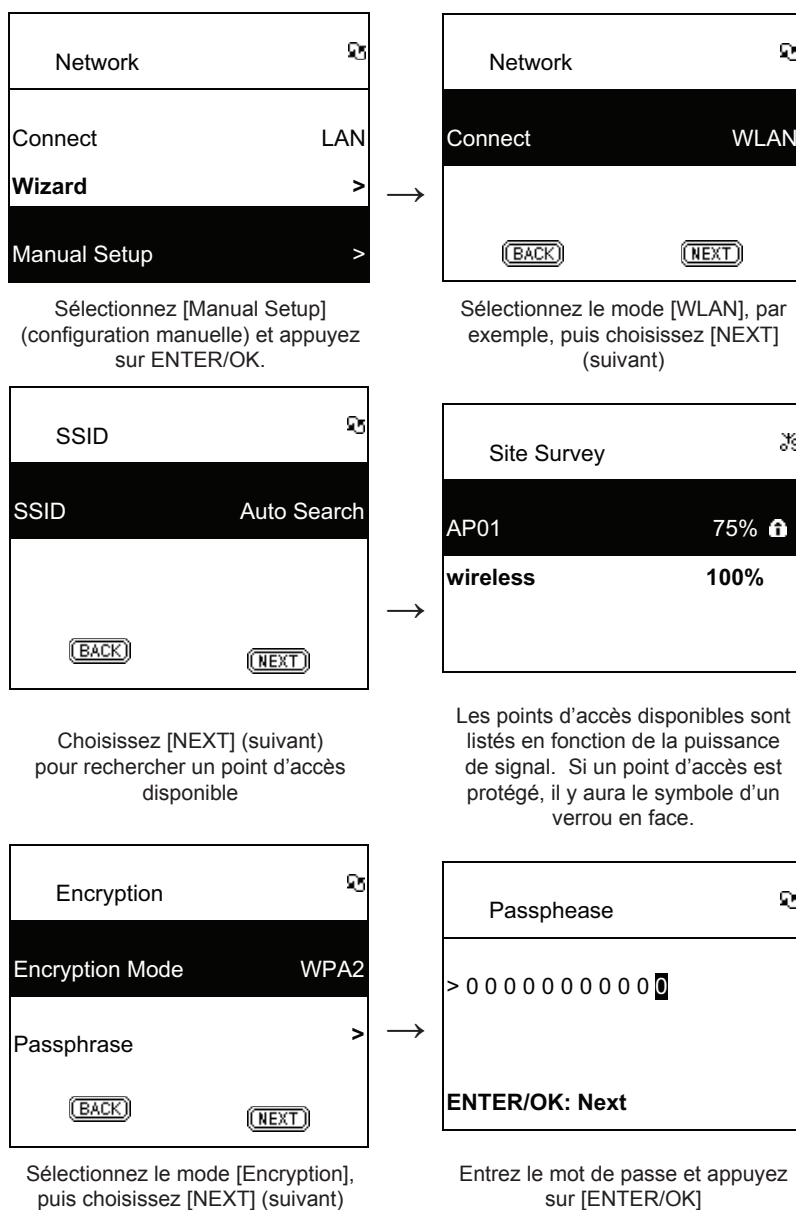 Network
Connect LAN
Wizard >
Manual Setup >
→
Network
Connect WLAN
BACK NEXT
Sélectionnez [Manual Setup]
(configuration manuelle) et appuyez
sur ENTER/OK.
Sélectionnez le mode [WLAN], par
exemple, puis choisissez [NEXT]
(suivant)
SSID
SSID Auto Search
BACK NEXT
→
Site Survey
AP01 75%
wireless 100%
Choisissez [NEXT] (suivant)
pour rechercher un point d’accès
disponible
Les points d’accès disponibles sont
listés en fonction de la puissance
de signal. Si un point d’accès est
protégé, il y aura le symbole d’un
verrou en face.
Encryption
Encryption Mode WPA2
Passphrase >
BACK NEXT
→
Passphease
> 0 0 0 0 0 0 0 0 0 0 0
ENTER/OK: Next
Sélectionnez le mode [Encryption],
puis choisissez [NEXT] (suivant)
Entrez le mot de passe et appuyez
sur [ENTER/OK]